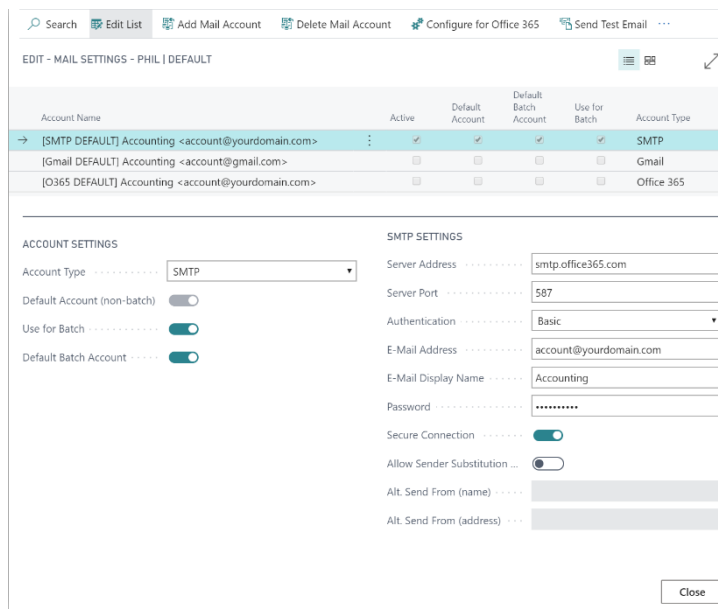 Search Edit List Add Mail Account Delete Mail Account Configure for Office 365 Send Test Email ···
EDIT - MAIL SETTINGS - PHIL | DEFAULT
Account Name Active Default Account Default Batch Account Use for Batch Account Type
[SMTP DEFAULT] Accounting <account@yourdomain.com> SMTP
[Gmail DEFAULT] Accounting <account@gmail.com> Gmail
[O365 DEFAULT] Accounting <account@yourdomain.com> Office 365
ACCOUNT SETTINGS
Account Type SMTP
Default Account (non-batch)
Use for Batch
Default Batch Account
SMTP SETTINGS
Server Address smtp.office365.com
Server Port 587
Authentication Basic
E-Mail Address account@yourdomain.com
E-Mail Display Name Accounting
Password ••••••••••
Secure Connection
Allow Sender Substitution ...
Alt. Send From (name)
Alt. Send From (address)
Close